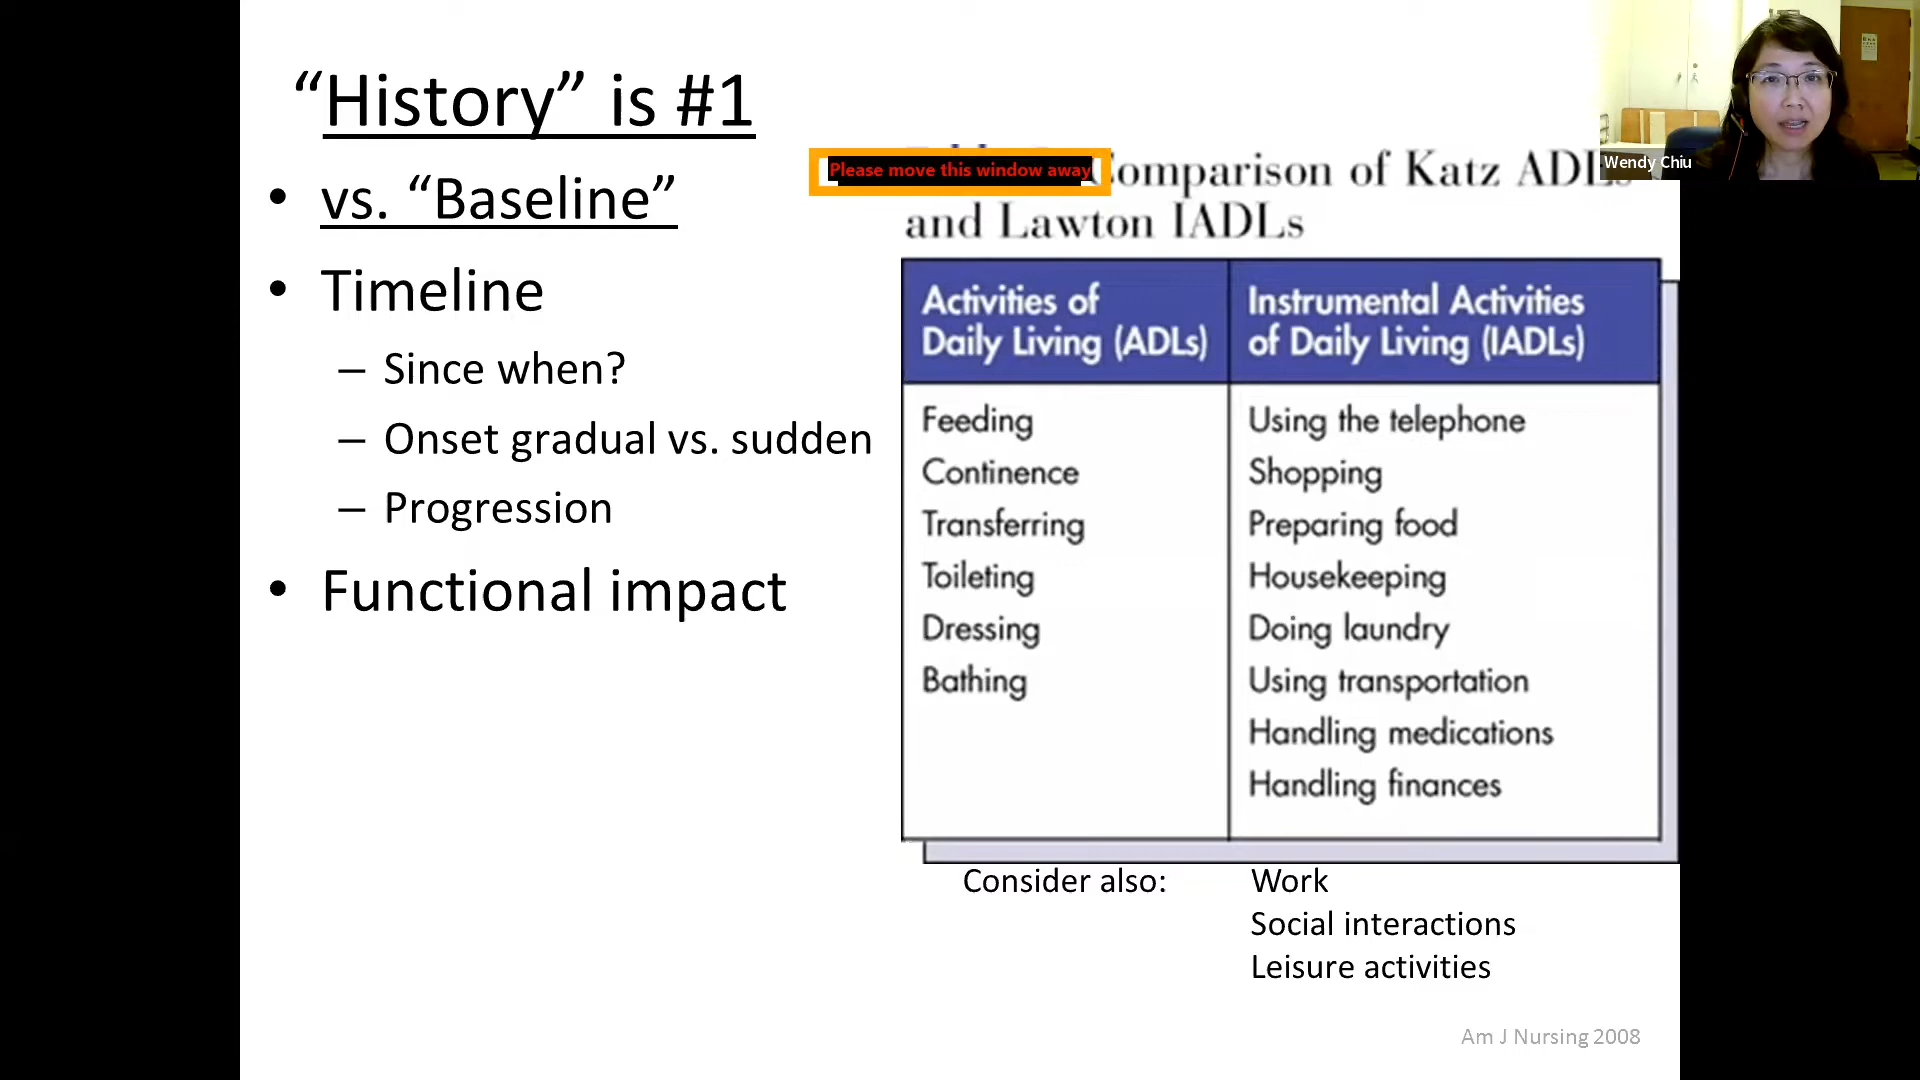 “History” is #1
• vs. “Baseline”
• Timeline
– Since when?
– Onset gradual vs. sudden
– Progression
• Functional impact
Please move this window away
Comparison of Katz ADLs
and Lawton IADLs
Activities of
Daily Living (ADLs)
Feeding
Continence
Transferring
Toileting
Dressing
Bathing
Instrumental Activities
of Daily Living (IADLs)
Using the telephone
Shopping
Preparing food
Housekeeping
Doing laundry
Using transportation
Handling medications
Handling finances
Consider also:
Work
Social interactions
Leisure activities
Am J Nursing 2008
Wendy Chiu